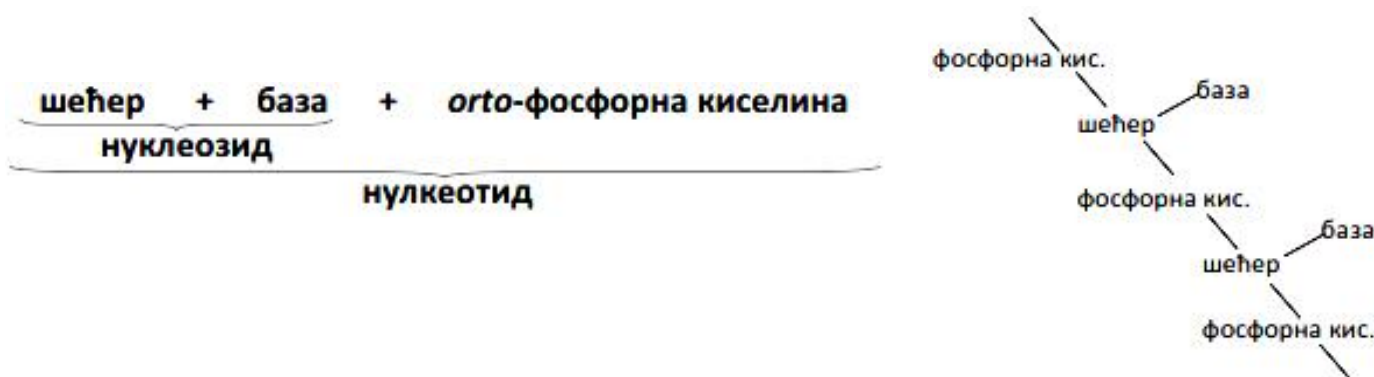 шећер + база + orto-фосфорна киселина
нуклеозид
нулкеотид
фосфорна кис.
база
шећер
фосфорна кис.
база
шећер
фосфорна кис.